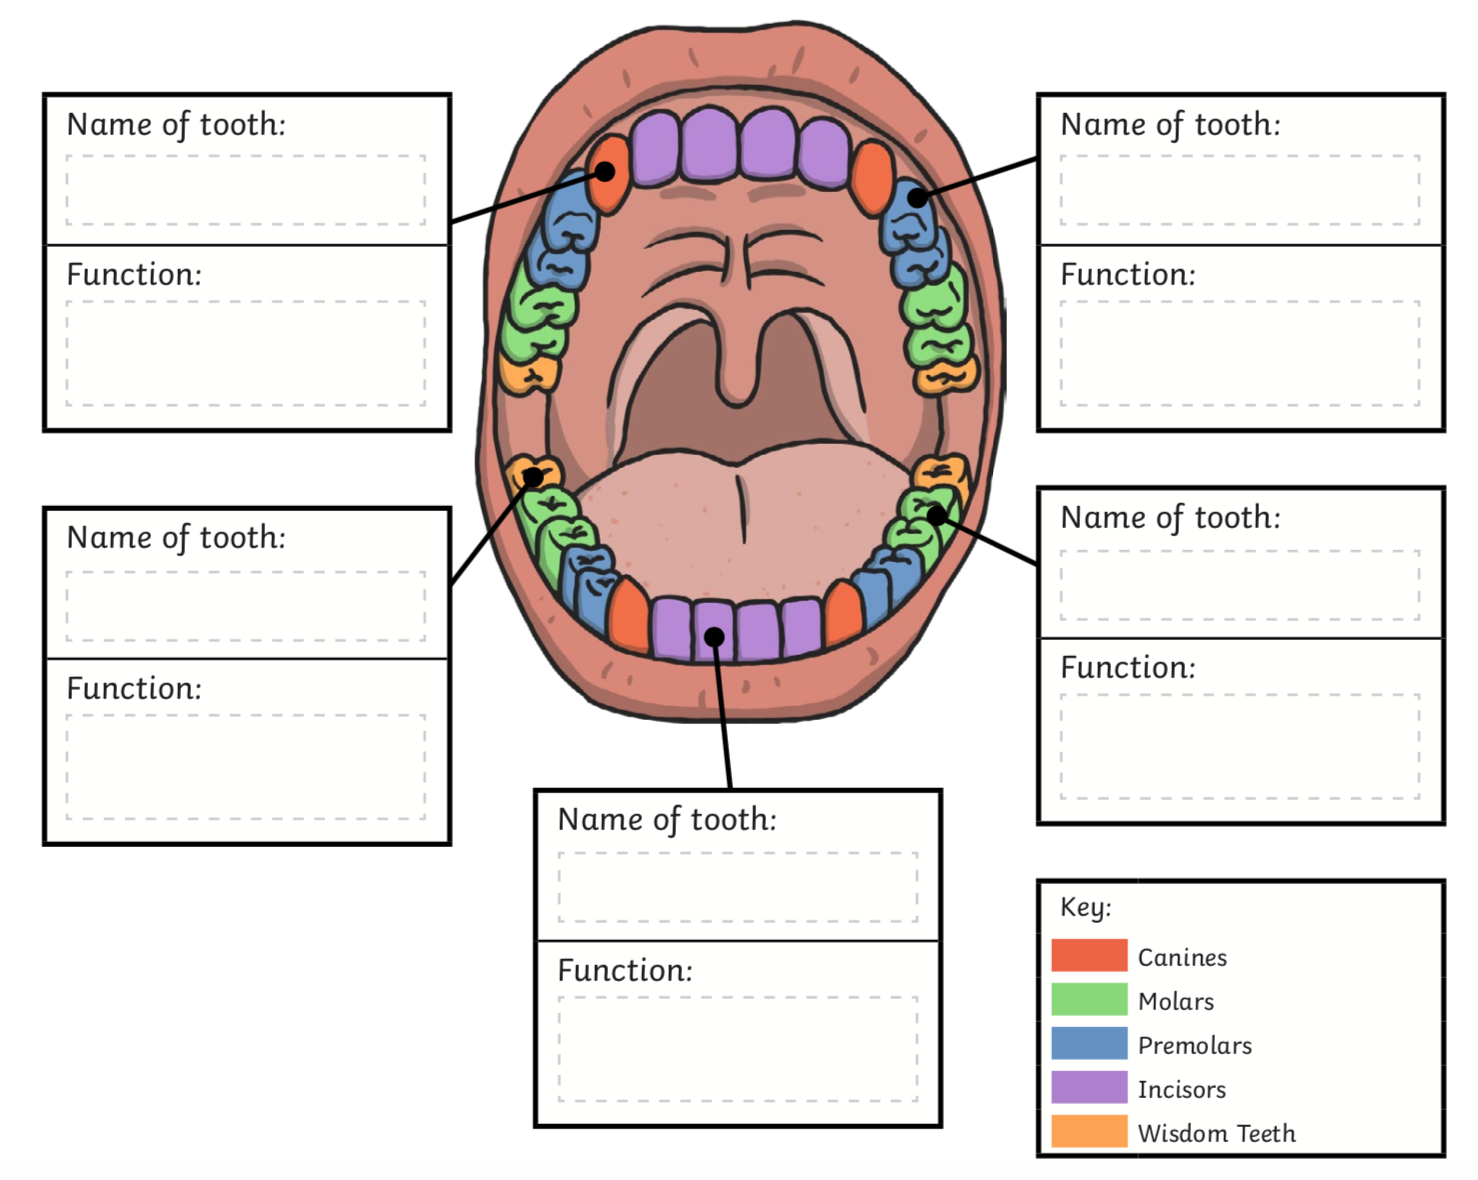 Name of tooth:
Function:
Name of tooth:
Function:
Name of tooth:
Function:
Name of tooth:
Function:
Name of tooth:
Function:
Key:
Canines
Molars
Premolars
Incisors
Wisdom Teeth